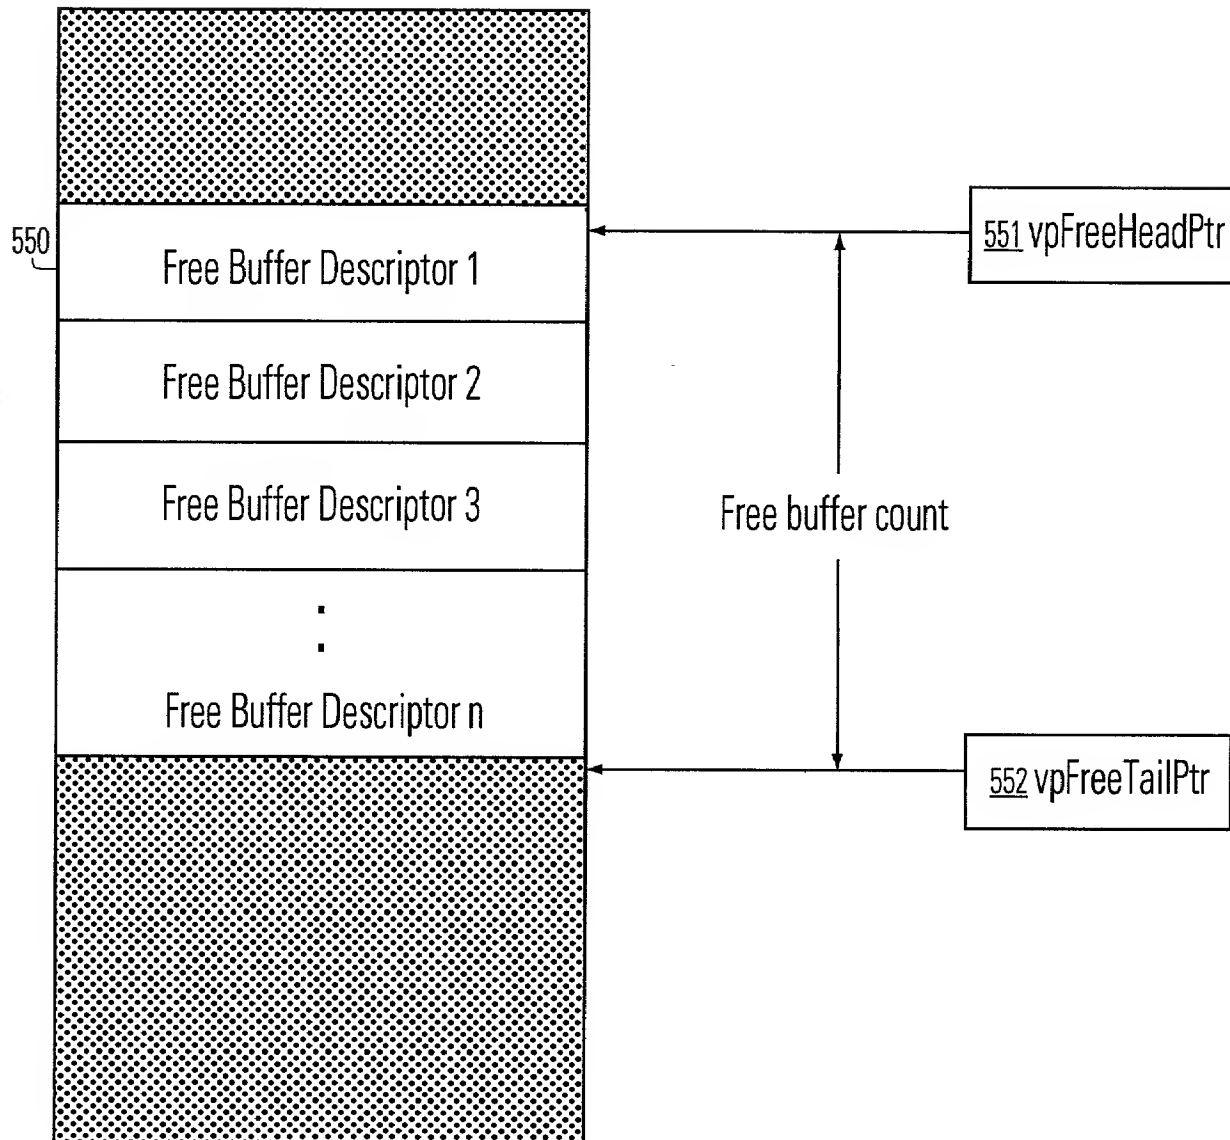 551 vpFreeHeadPtr
550
Free Buffer Descriptor 1
Free Buffer Descriptor 2
Free Buffer Descriptor 3
Free buffer count
:
Free Buffer Descriptor n
552 vpFreeTailPtr